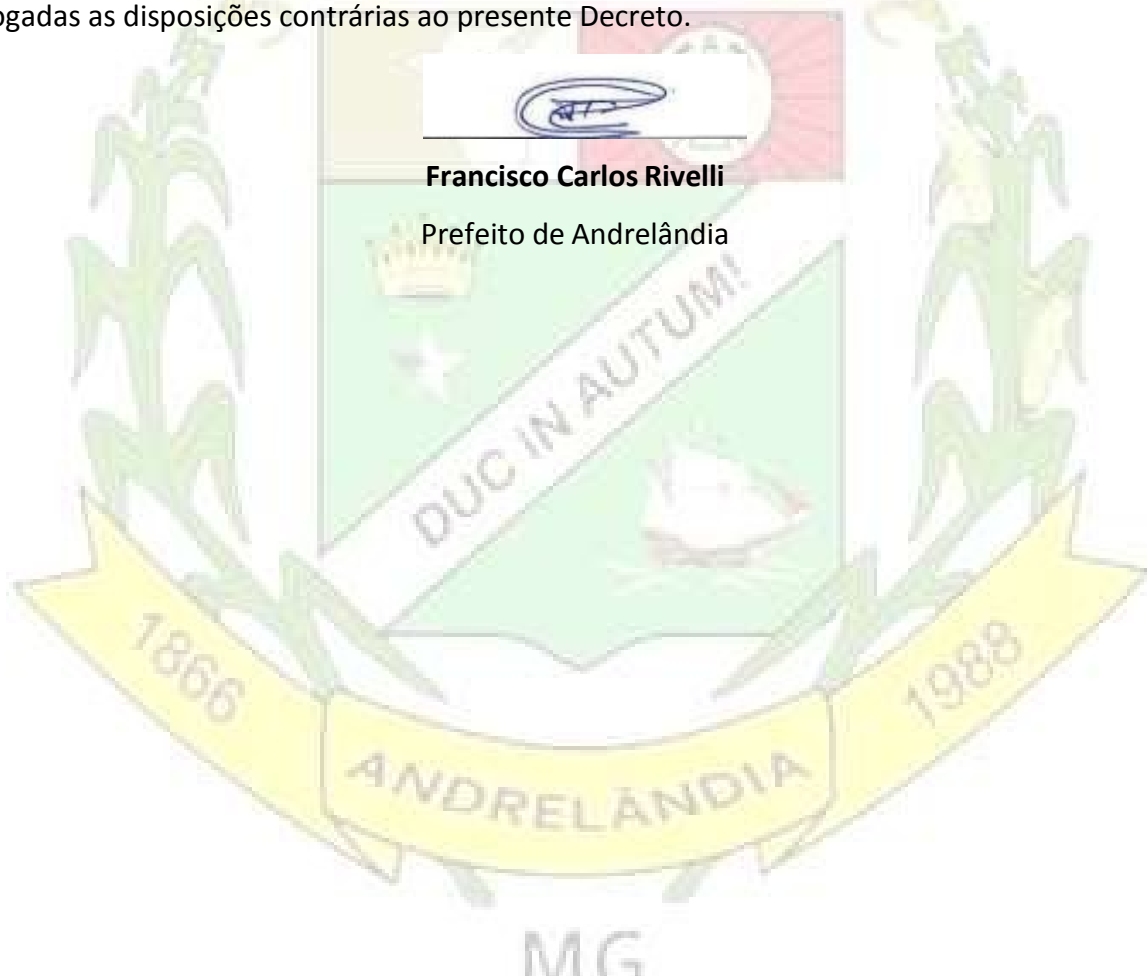 ogadas as disposições contrárias ao presente Decreto.
Francisco Carlos Rivelli
Prefeito de Andrelândia
DUC IN AUTUM!
1866
ANDRELÂNDIA
1988
MG